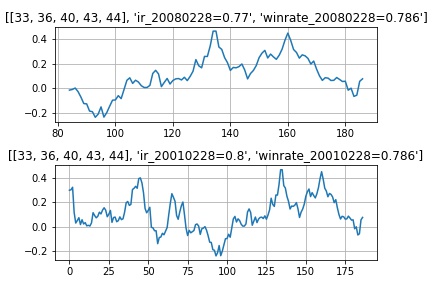 [[33, 36, 40, 43, 44], 'ir_20080228=0.77', 'winrate_20080228=0.786']
0.4
0.2
0.0
−0.2
80 100 120 140 160 180
[[33, 36, 40, 43, 44], 'ir_20010228=0.8', 'winrate_20010228=0.786']
0.4
0.2
0.0
−0.2
0 25 50 75 100 125 150 175